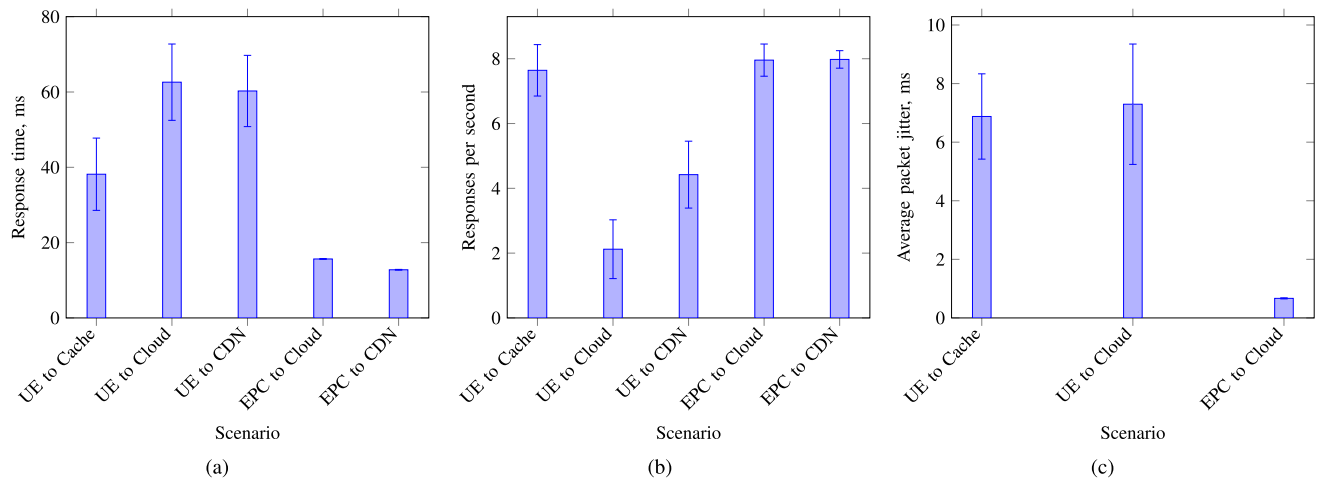 Response time, ms
80
60
40
20
0
UE to Cache
UE to Cloud
UE to CDN
EPC to Cloud
EPC to CDN
Scenario
(a)
Responses per second
8
6
4
2
0
UE to Cache
UE to Cloud
UE to CDN
EPC to Cloud
EPC to CDN
Scenario
(b)
Average packet jitter, ms
10
8
6
4
2
0
UE to Cache
UE to Cloud
EPC to Cloud
Scenario
(c)